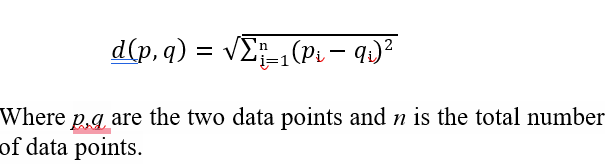 d(p, q) = √∑ⁿᵢ₌₁(pᵢ − qᵢ)²
Where p,q are the two data points and n is the total number
of data points.